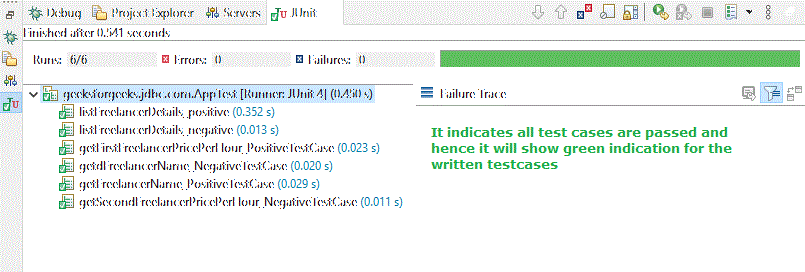 Debug Project Explorer Servers JUnit
Finished after 0.541 seconds
Runs: 6/6 Errors: 0 Failures: 0
geeksforgeeks.jdbc.com.AppTest [Runner: JUnit 4] (0.450 s)
listFreelancerDetails_positive (0.352 s)
listFreelancerDetails_negative (0.013 s)
getFirstFreelancerPricePerHour_PositiveTestCase (0.023 s)
getdFreelancerName_NegativeTestCase (0.020 s)
getFreelancerName_PositiveTestCase (0.029 s)
getSecondFreelancerPricePerHour_NegativeTestCase (0.011 s)
Failure Trace
It indicates all test cases are passed and
hence it will show green indication for the
written testcases